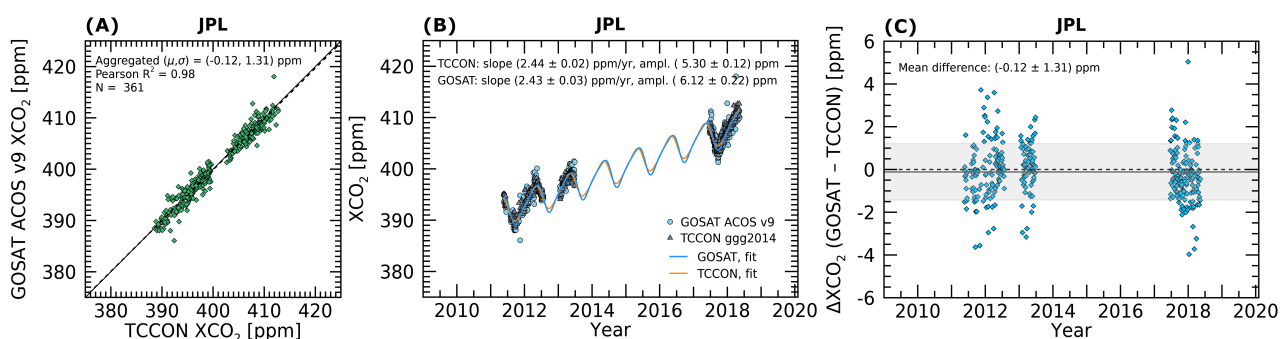 (A)
JPL
Aggregated (μ,σ) = (-0.12, 1.31) ppm
Pearson R² = 0.98
N = 361
420
410
400
390
380
380 390 400 410 420
GOSAT ACOS v9 XCO₂ [ppm]
TCCON XCO₂ [ppm]
(B)
JPL
TCCON: slope (2.44 ± 0.02) ppm/yr, ampl. ( 5.30 ± 0.12) ppm
GOSAT: slope (2.43 ± 0.03) ppm/yr, ampl. ( 6.12 ± 0.22) ppm
420
410
400
390
380
GOSAT ACOS v9
TCCON ggg2014
GOSAT, fit
TCCON, fit
2010 2012 2014 2016 2018 2020
XCO₂ [ppm]
Year
(C)
JPL
Mean difference: (-0.12 ± 1.31) ppm
6
4
2
0
-2
-4
-6
2010 2012 2014 2016 2018 2020
ΔXCO₂ (GOSAT – TCCON) [ppm]
Year